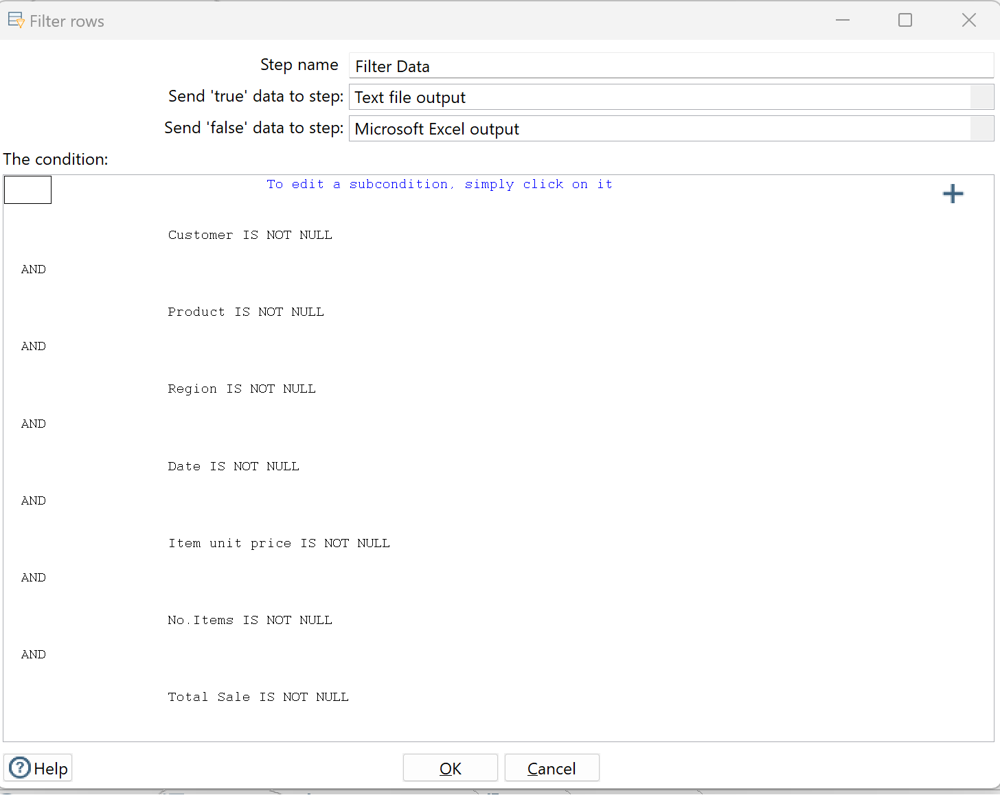 Filter rows
Step name Filter Data
Send 'true' data to step: Text file output
Send 'false' data to step: Microsoft Excel output
The condition:
To edit a subcondition, simply click on it
Customer IS NOT NULL
AND
Product IS NOT NULL
AND
Region IS NOT NULL
AND
Date IS NOT NULL
AND
Item unit price IS NOT NULL
AND
No.Items IS NOT NULL
AND
Total Sale IS NOT NULL
? Help OK Cancel